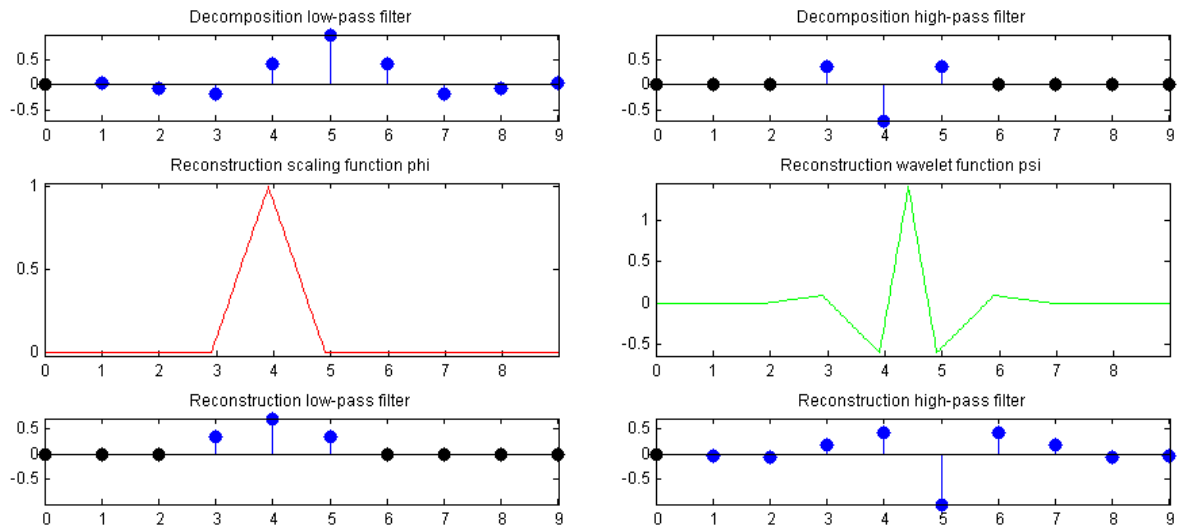 Decomposition low-pass filter
0.5
0
-0.5
0 1 2 3 4 5 6 7 8 9
Decomposition high-pass filter
0.5
0
-0.5
0 1 2 3 4 5 6 7 8 9
Reconstruction scaling function phi
1
0.5
0
0 1 2 3 4 5 6 7 8 9
Reconstruction wavelet function psi
1
0.5
0
-0.5
0 1 2 3 4 5 6 7 8 9
Reconstruction low-pass filter
0.5
0
-0.5
0 1 2 3 4 5 6 7 8 9
Reconstruction high-pass filter
0.5
0
-0.5
0 1 2 3 4 5 6 7 8 9